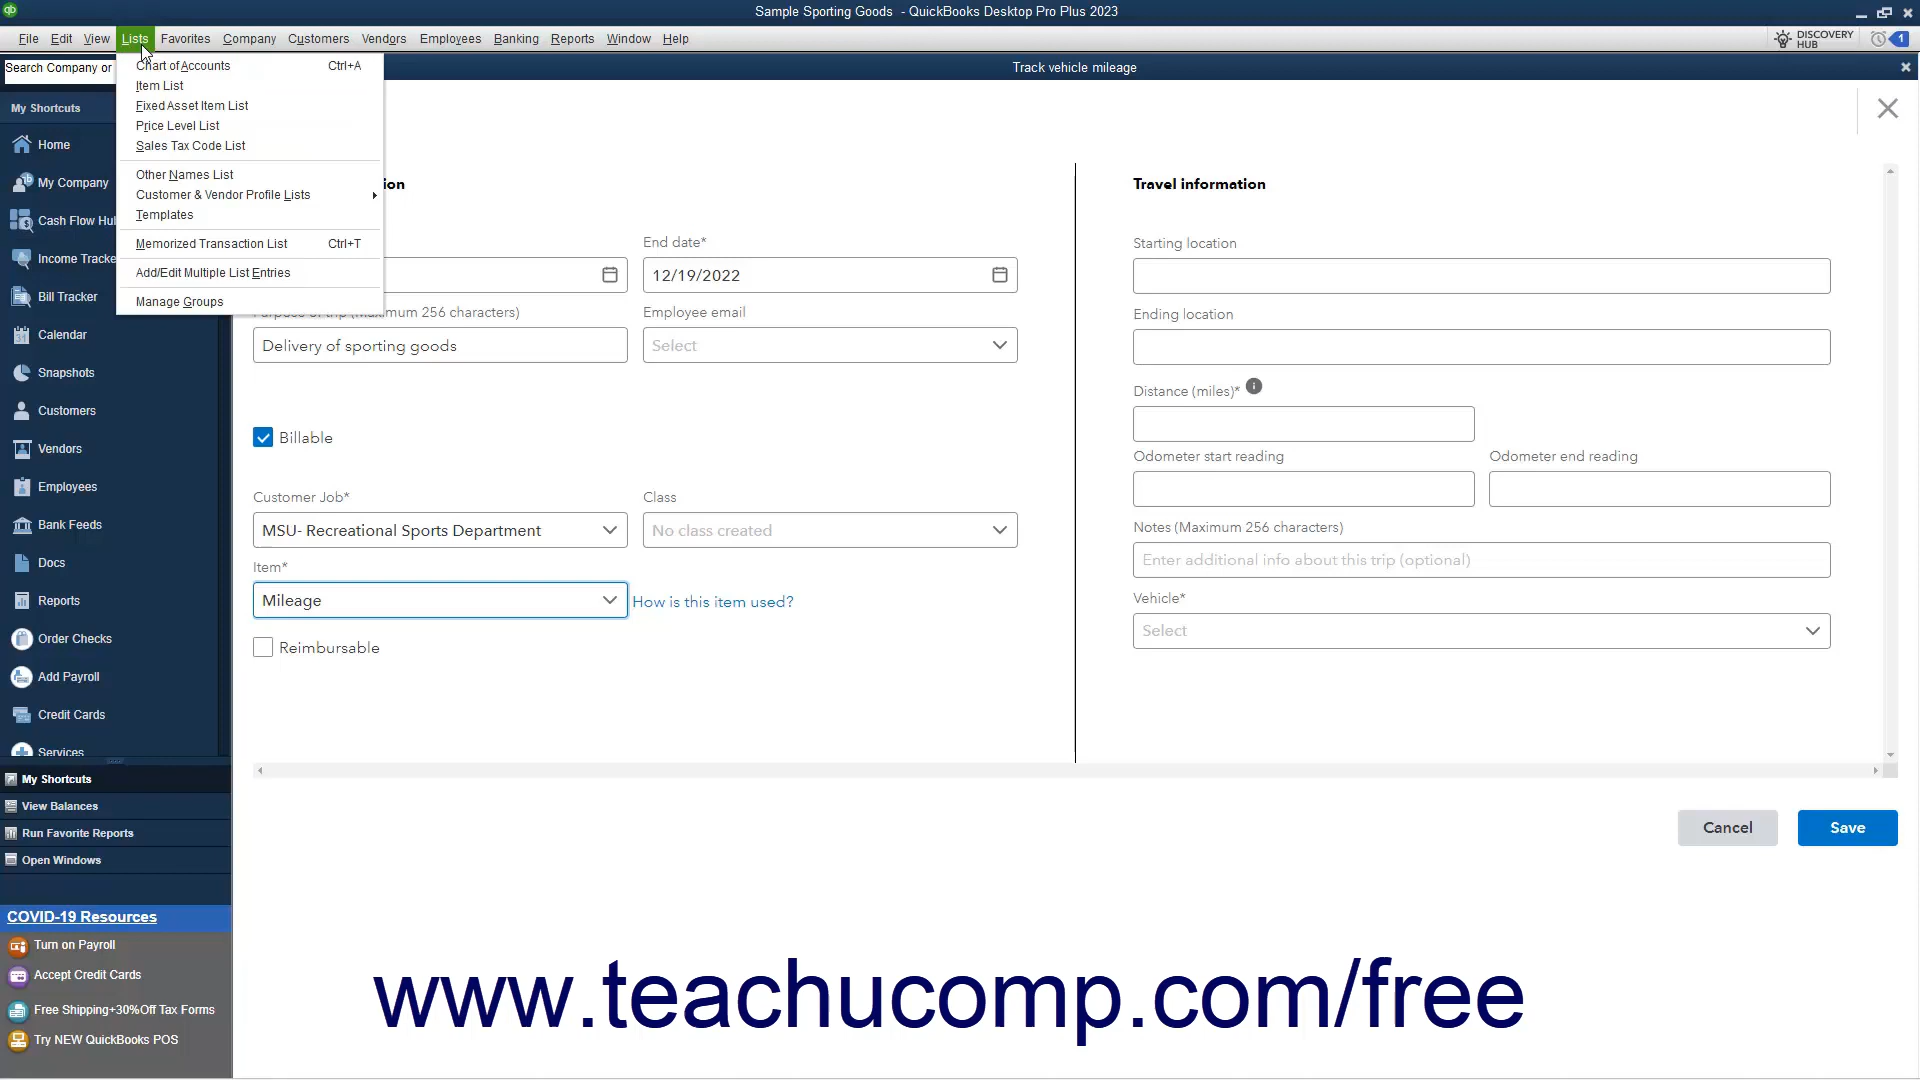 Sample Sporting Goods - QuickBooks Desktop Pro Plus 2023
File Edit View Lists Favorites Company Customers Vendors Employees Banking Reports Window Help
DISCOVERY HUB
1
Search Company or
Track vehicle mileage
Chart of Accounts Ctrl+A
Item List
Fixed Asset Item List
Price Level List
Sales Tax Code List
Other Names List
Customer & Vendor Profile Lists
Templates
Memorized Transaction List Ctrl+T
Add/Edit Multiple List Entries
Manage Groups
My Shortcuts
Home
My Company
Cash Flow Hu
Income Tracke
Bill Tracker
Calendar
Snapshots
Customers
Vendors
Employees
Bank Feeds
Docs
Reports
Order Checks
Add Payroll
Credit Cards
Services
My Shortcuts
View Balances
Run Favorite Reports
Open Windows
COVID-19 Resources
Turn on Payroll
Accept Credit Cards
Free Shipping+30%Off Tax Forms
Try NEW QuickBooks POS
ion
End date*
12/19/2022
Purpose of trip (Maximum 256 characters)
Employee email
Delivery of sporting goods
Select
Billable
Customer Job*
Class
MSU- Recreational Sports Department
No class created
Item*
Mileage
How is this item used?
Reimbursable
Travel information
Starting location
Ending location
Distance (miles)*
Odometer start reading
Odometer end reading
Notes (Maximum 256 characters)
Enter additional info about this trip (optional)
Vehicle*
Select
Cancel
Save
www.teachucomp.com/free